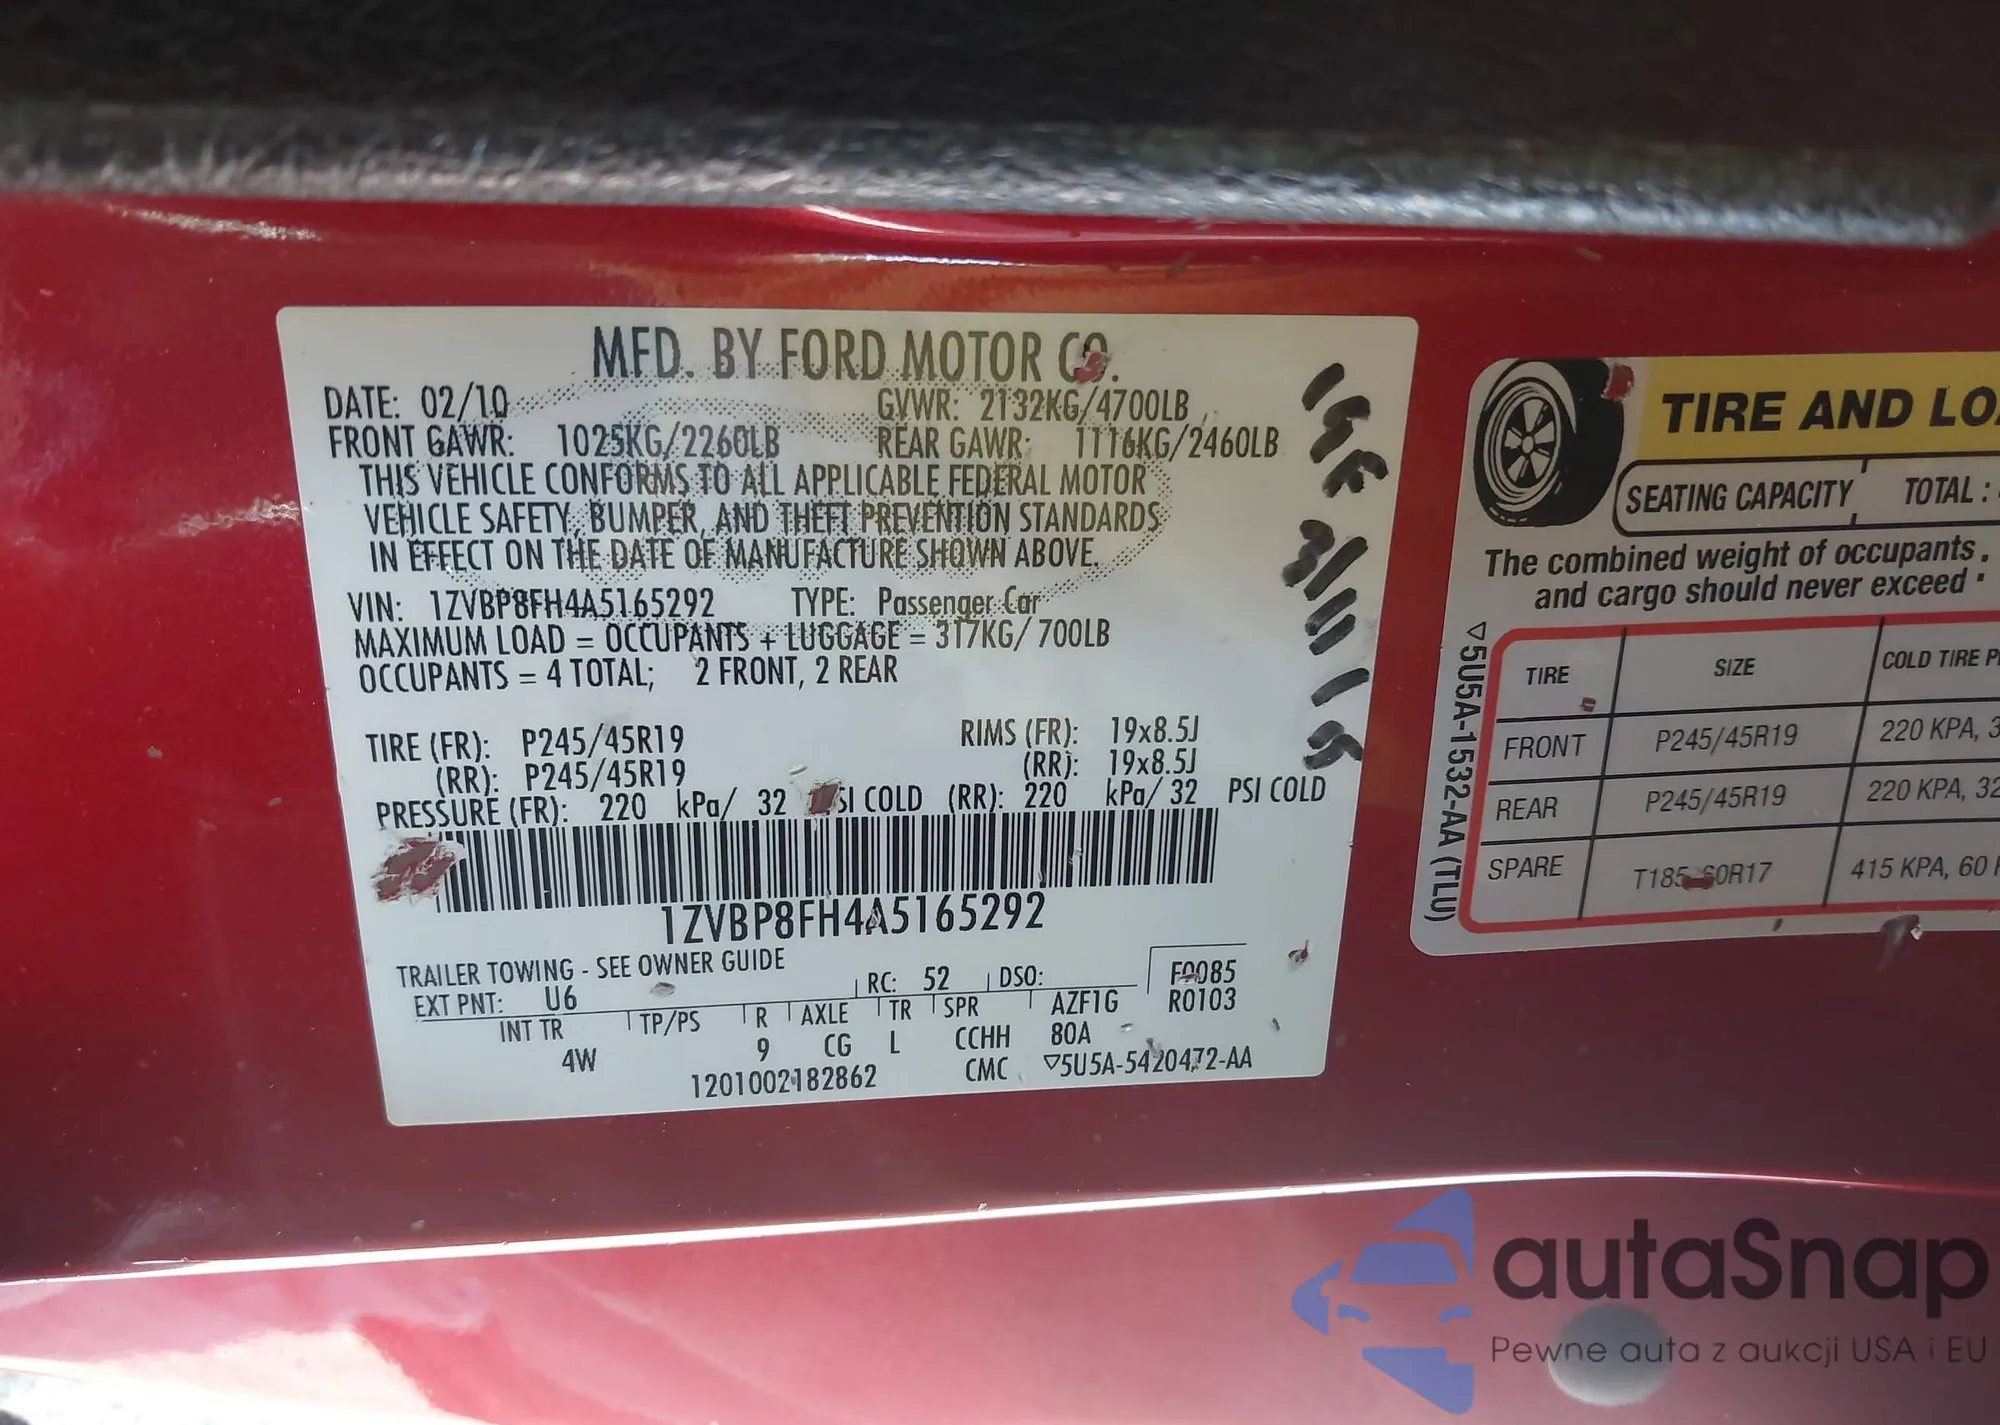 MFD. BY FORD MOTOR CO.
DATE: 02/10 GVWR: 2132KG/4700LB
FRONT GAWR: 1025KG/2260LB REAR GAWR: 1116KG/2460LB
THIS VEHICLE CONFORMS TO ALL APPLICABLE FEDERAL MOTOR
VEHICLE SAFETY, BUMPER, AND THEFT PREVENTION STANDARDS
IN EFFECT ON THE DATE OF MANUFACTURE SHOWN ABOVE.
VIN: 1ZVBP8FH4A5165292 TYPE: Passenger Car
MAXIMUM LOAD = OCCUPANTS + LUGGAGE = 317KG/ 700LB
OCCUPANTS = 4 TOTAL; 2 FRONT, 2 REAR
TIRE (FR): P245/45R19 RIMS (FR): 19x8.5J
(RR): P245/45R19 (RR): 19x8.5J
PRESSURE (FR): 220 kPa/ 32 SI COLD (RR): 220 kPa/ 32 PSI COLD
1ZVBP8FH4A5165292
TRAILER TOWING - SEE OWNER GUIDE
EXT PNT: U6 RC: 52 DSO: F0085
INT TR TP/PS R AXLE TR SPR AZF1G R0103
4W 9 CG L CCHH 80A
1201002182862 CMC ▽5U5A-5420472-AA
TIRE AND LOA
SEATING CAPACITY TOTAL :
The combined weight of occupants
and cargo should never exceed
TIRE SIZE COLD TIRE P
FRONT P245/45R19 220 KPA, 3
REAR P245/45R19 220 KPA, 32
SPARE T185 60R17 415 KPA, 60
▽5U5A-1532-AA (TLU)
autaSnap
Pewne auta z aukcji USA i EU